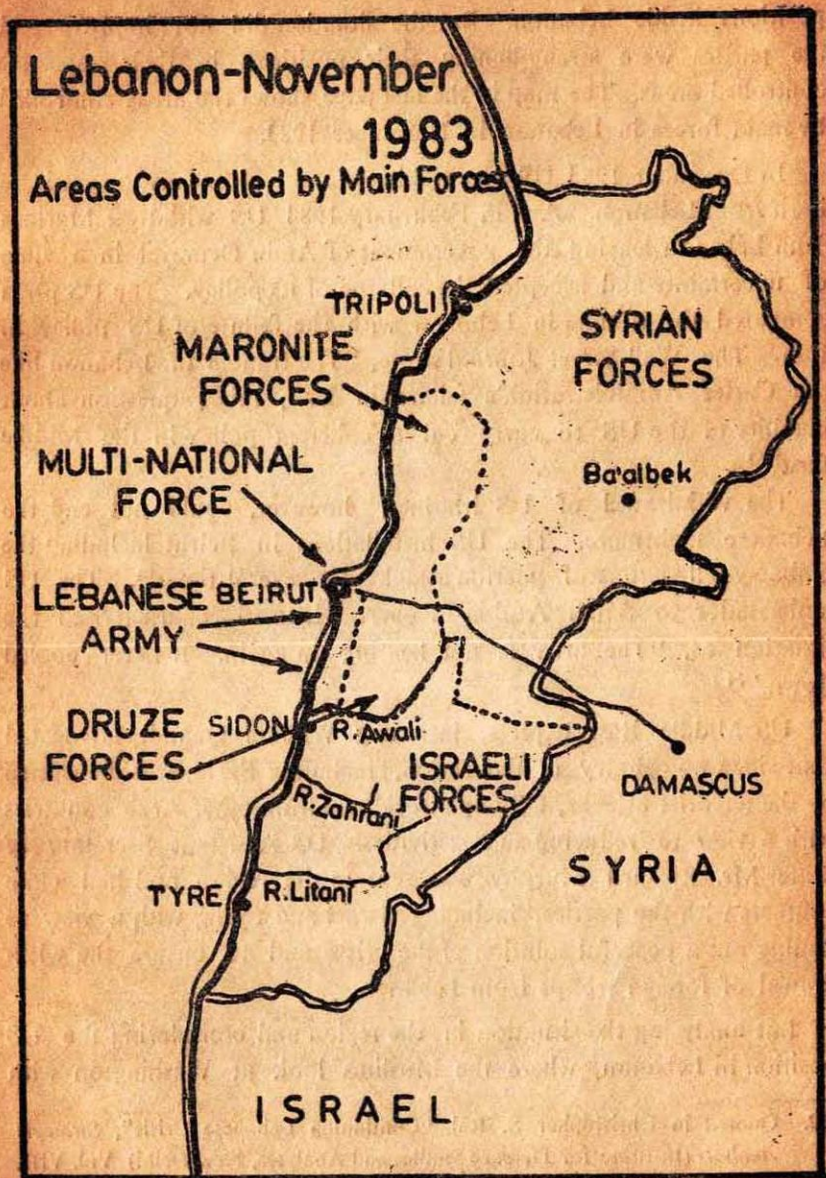 Lebanon-November
1983
Areas Controlled by Main Forces
TRIPOLI
MARONITE
FORCES
SYRIAN
FORCES
MULTI-NATIONAL
FORCE
Ba'albek
LEBANESE
ARMY
BEIRUT
DRUZE
FORCES
SIDON
R.Awali
ISRAELI
FORCES
DAMASCUS
R.Zahrani
SYRIA
TYRE
R.Litani
ISRAEL